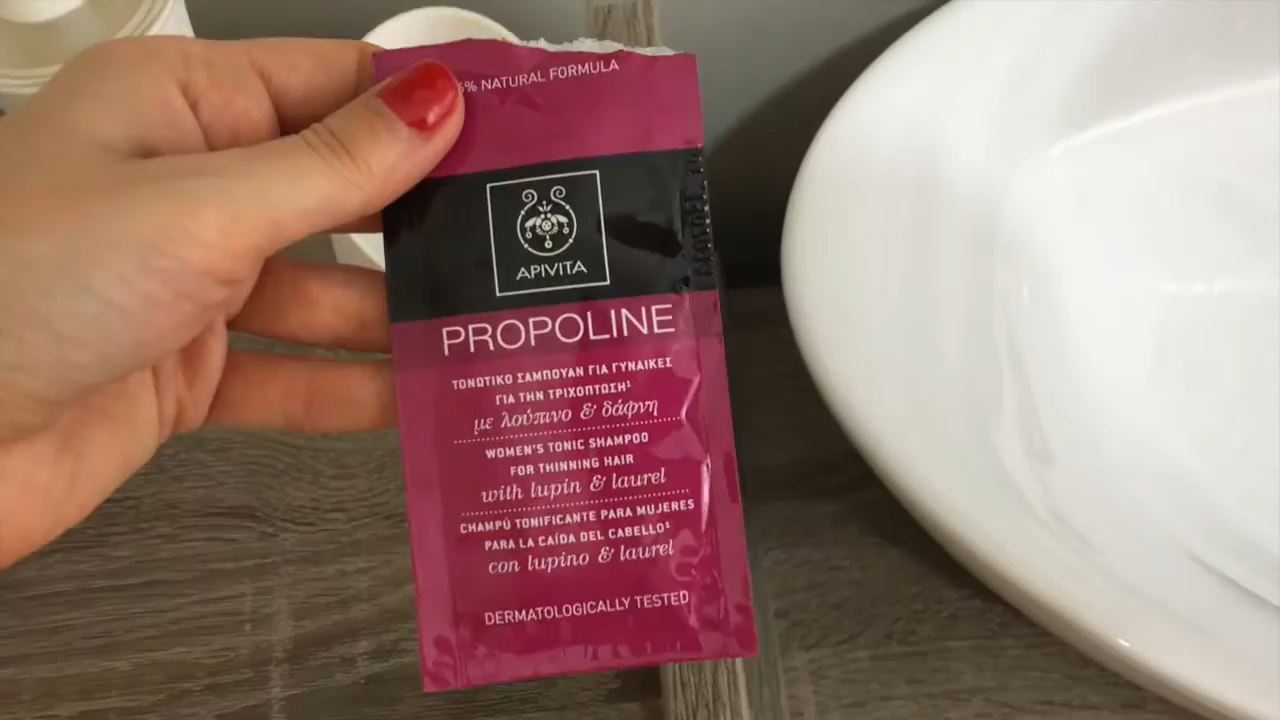 % NATURAL FORMULA
APIVITA
PROPOLINE
ΤΟΝΩΤΙΚΟ ΣΑΜΠΟΥΑΝ ΓΙΑ ΓΥΝΑΙΚΕΣ
ΓΙΑ ΤΗΝ ΤΡΙΧΟΠΤΩΣΗ¹
με λούπινο & δάφνη
WOMEN'S TONIC SHAMPOO
FOR THINNING HAIR
with lupin & laurel
CHAMPÚ TONIFICANTE PARA MUJERES
PARA LA CAÍDA DEL CABELLO¹
con lupino & laurel
DERMATOLOGICALLY TESTED